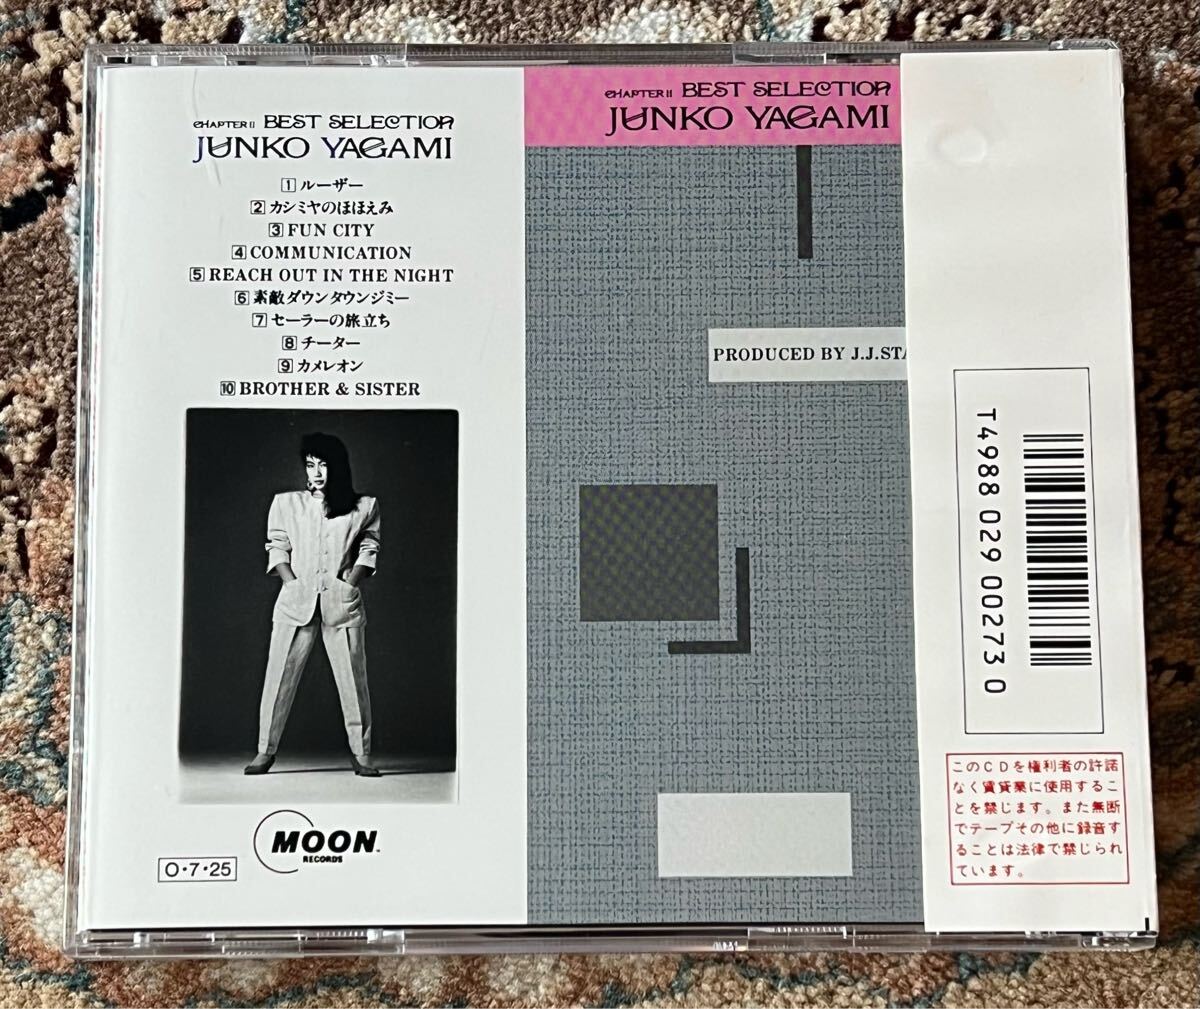 CHAPTER II BEST SELECTION
JUNKO YAGAMI
1 ルーザー
2 カシミヤのほほえみ
3 FUN CITY
4 COMMUNICATION
5 REACH OUT IN THE NIGHT
6 素敵ダウンタウンジミー
7 セーラーの旅立ち
8 チーター
9 カメレオン
10 BROTHER & SISTER
MOON
RECORDS
O・7・25
CHAPTER II BEST SELECTION
JUNKO YAGAMI
PRODUCED BY J.J.STA
T4988 029 00273 0
このCDを権利者の許諾
なく賃貸業に使用するこ
とを禁じます。また無断
でテープその他に録音す
ることは法律で禁じられ
ています。